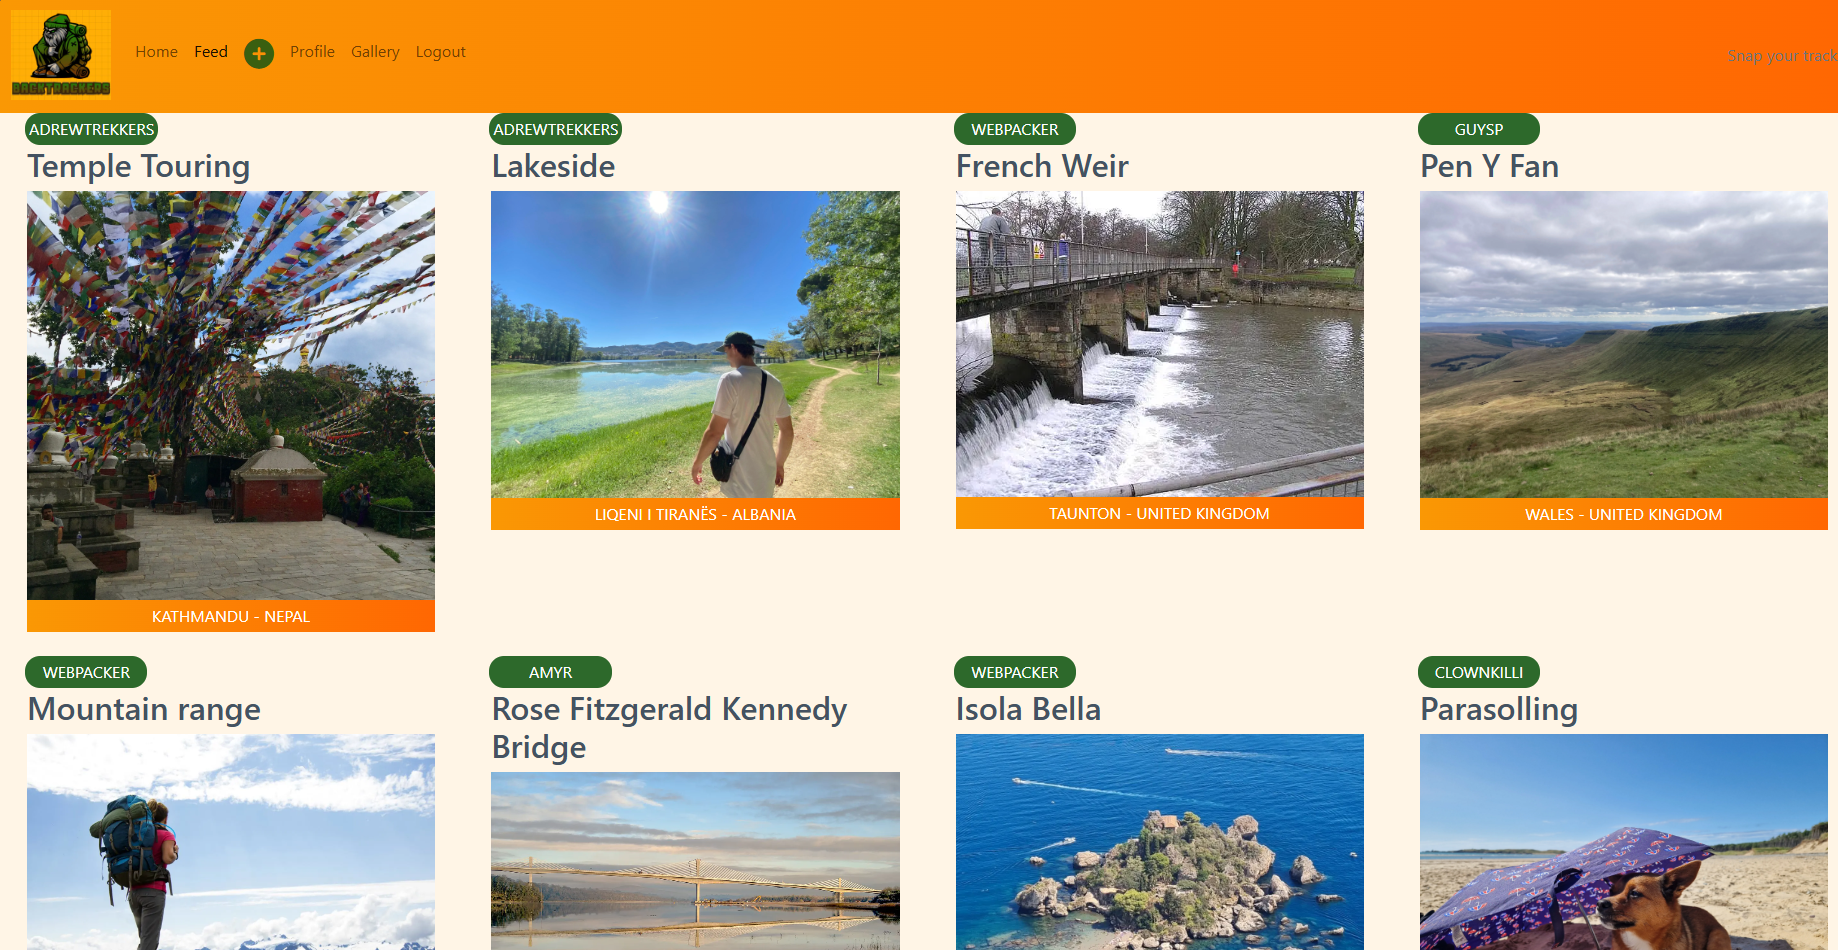 BACKTRACKERS
Home Feed + Profile Gallery Logout
Snap your track
ADREWTREKKERS
Temple Touring
KATHMANDU - NEPAL
ADREWTREKKERS
Lakeside
LIQENI I TIRANËS - ALBANIA
WEBPACKER
French Weir
TAUNTON - UNITED KINGDOM
GUYSP
Pen Y Fan
WALES - UNITED KINGDOM
WEBPACKER
Mountain range
AMYR
Rose Fitzgerald Kennedy
Bridge
WEBPACKER
Isola Bella
CLOWNKILLI
Parasolling